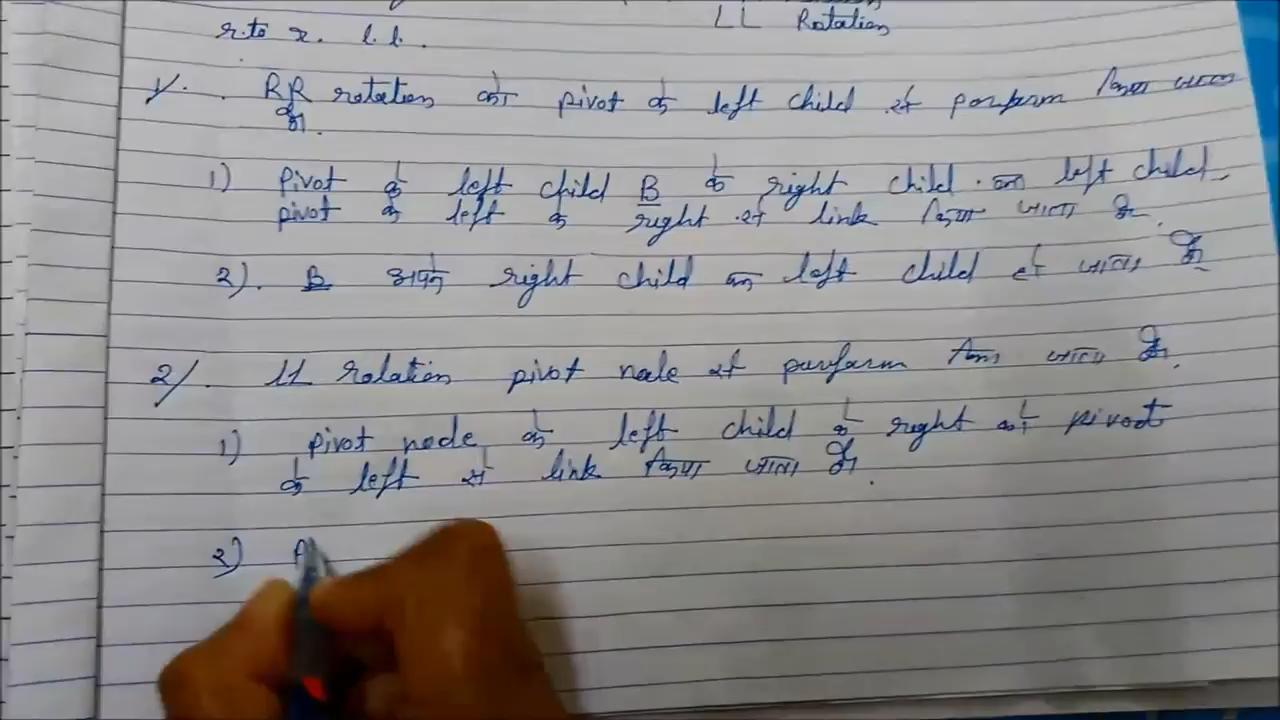 LL Rotation
r. to x. l. l.
1/. RR rotation को pivot के left child से perform किया जाता
है.
1) Pivot के left child B के right child का left child.
pivot के left के right से link किया जाता है.
2). B अपने right child का left child हो जाता है
2/. LL rotation pivot node से purform किया जाता है.
1) pivot node के left child के right को pivot
के left से link किया जाता है.
2)